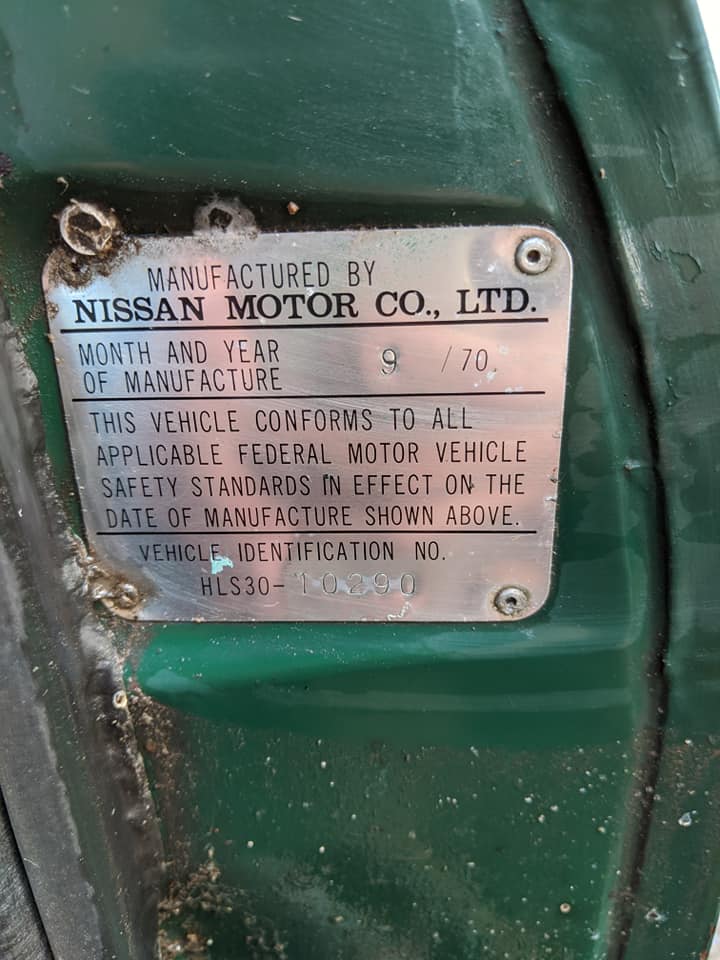 MANUFACTURED BY
NISSAN MOTOR CO., LTD.
MONTH AND YEAR
OF MANUFACTURE 9 /70
THIS VEHICLE CONFORMS TO ALL
APPLICABLE FEDERAL MOTOR VEHICLE
SAFETY STANDARDS IN EFFECT ON THE
DATE OF MANUFACTURE SHOWN ABOVE.
VEHICLE IDENTIFICATION NO.
HLS30-10290